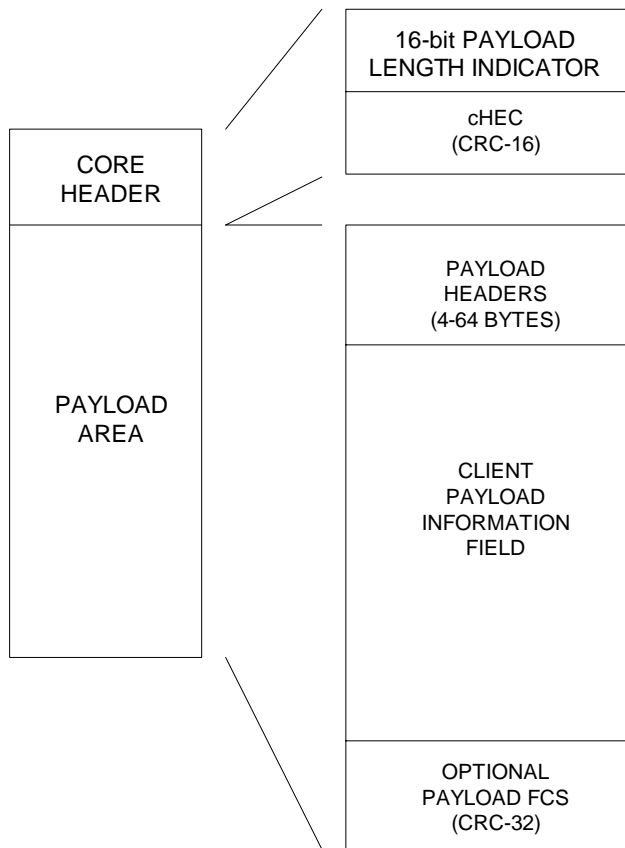 CORE
HEADER
PAYLOAD
AREA
16-bit PAYLOAD
LENGTH INDICATOR
cHEC
(CRC-16)
PAYLOAD
HEADERS
(4-64 BYTES)
CLIENT
PAYLOAD
INFORMATION
FIELD
OPTIONAL
PAYLOAD FCS
(CRC-32)